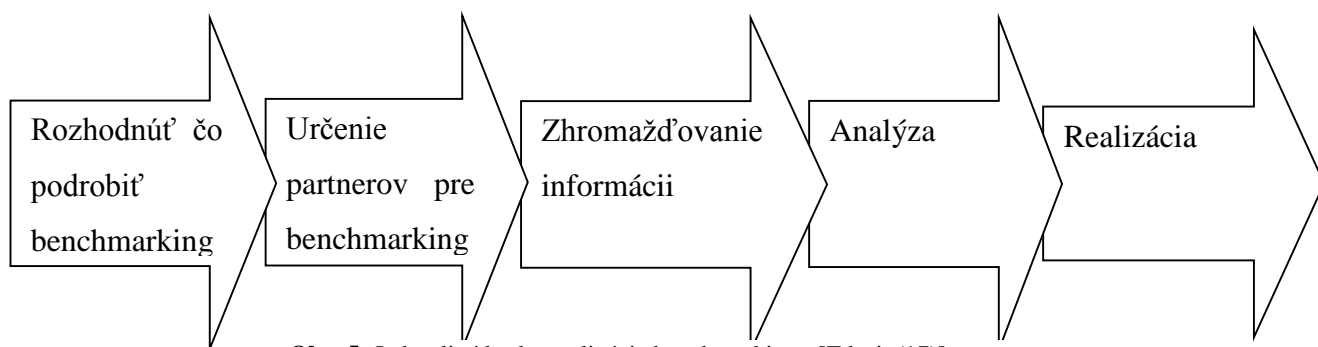 Rozhodnúť čo
podrobiť
benchmarking
Určenie
partnerov pre
benchmarking
Zhromažďovanie
informácii
Analýza
Realizácia